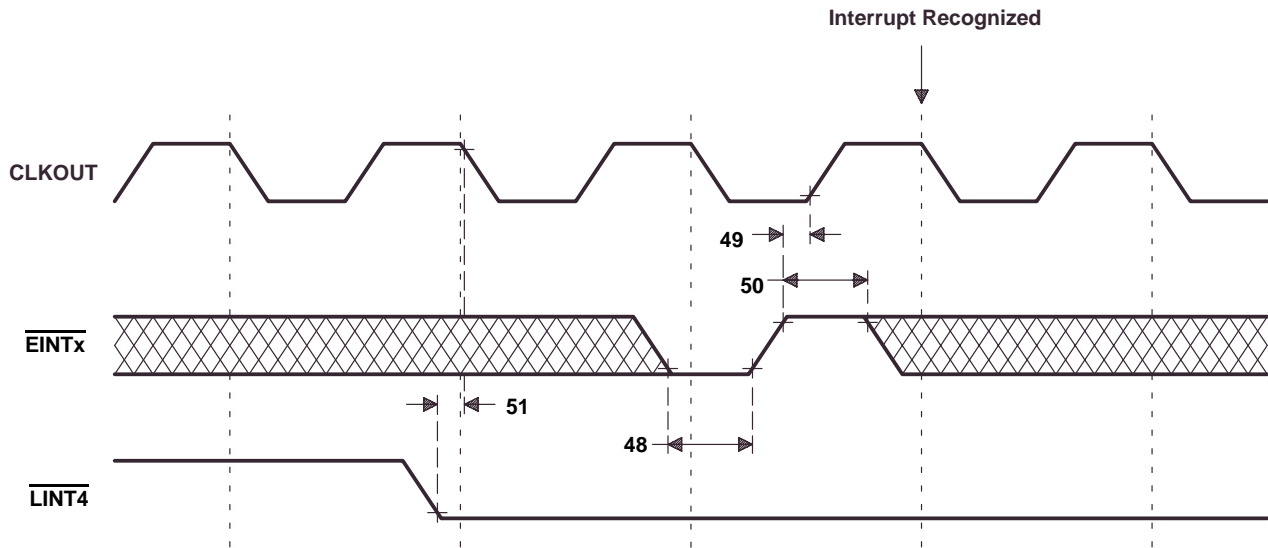 Interrupt Recognized
CLKOUT
49
50
EINTx
51
48
LINT4